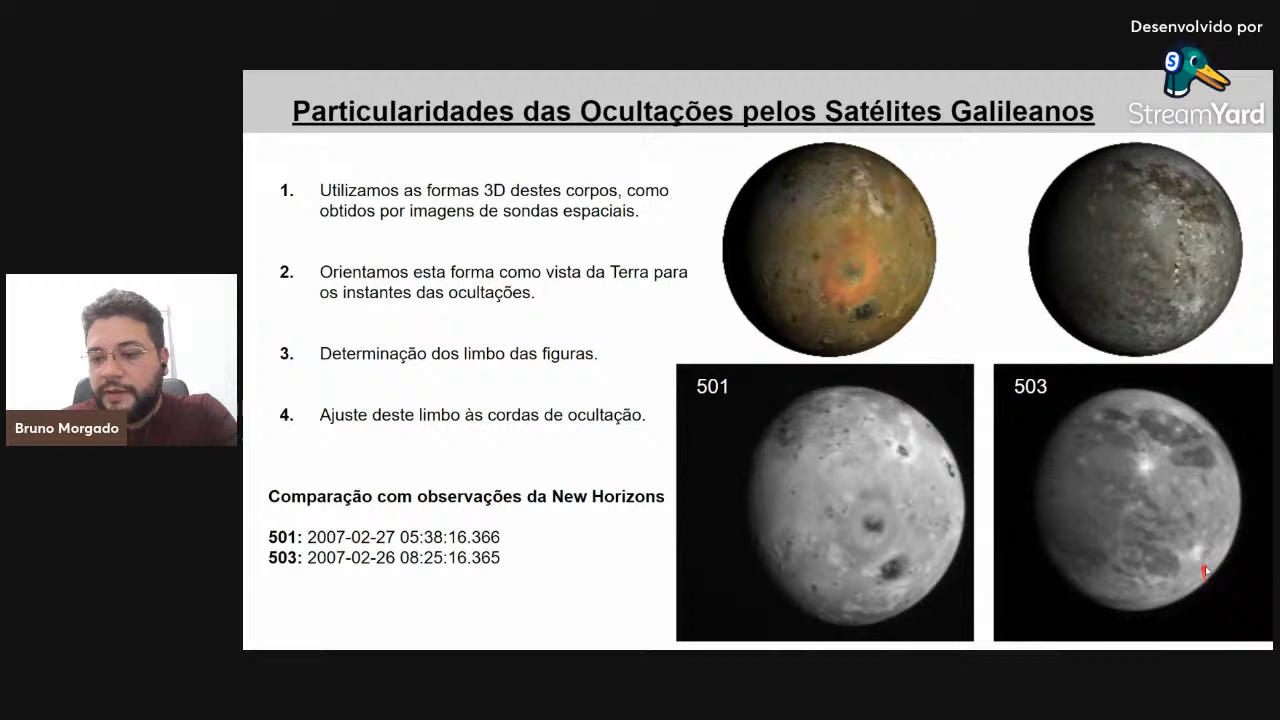 Desenvolvido por
S
StreamYard
Particularidades das Ocultações pelos Satélites Galileanos
1. Utilizamos as formas 3D destes corpos, como
obtidos por imagens de sondas espaciais.
2. Orientamos esta forma como vista da Terra para
os instantes das ocultações.
3. Determinação dos limbo das figuras.
4. Ajuste deste limbo às cordas de ocultação.
Comparação com observações da New Horizons
501: 2007-02-27 05:38:16.366
503: 2007-02-26 08:25:16.365
501
503
Bruno Morgado